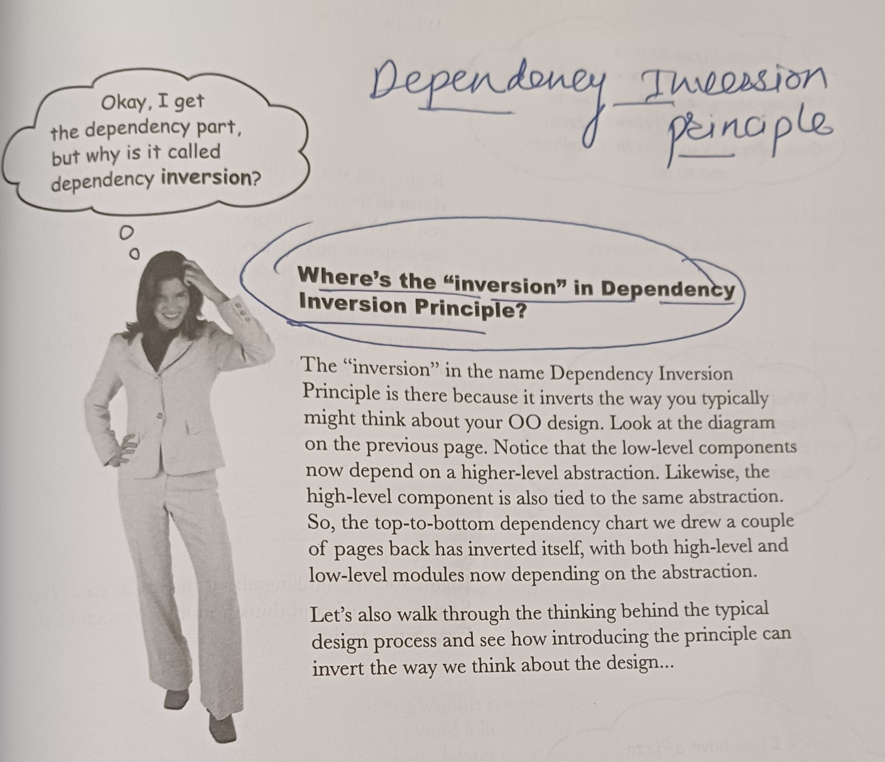 Dependency Inversion
principle
Okay, I get
the dependency part,
but why is it called
dependency inversion?
Where's the “inversion” in Dependency
Inversion Principle?
The “inversion” in the name Dependency Inversion
Principle is there because it inverts the way you typically
might think about your OO design. Look at the diagram
on the previous page. Notice that the low-level components
now depend on a higher-level abstraction. Likewise, the
high-level component is also tied to the same abstraction.
So, the top-to-bottom dependency chart we drew a couple
of pages back has inverted itself, with both high-level and
low-level modules now depending on the abstraction.
Let's also walk through the thinking behind the typical
design process and see how introducing the principle can
invert the way we think about the design...